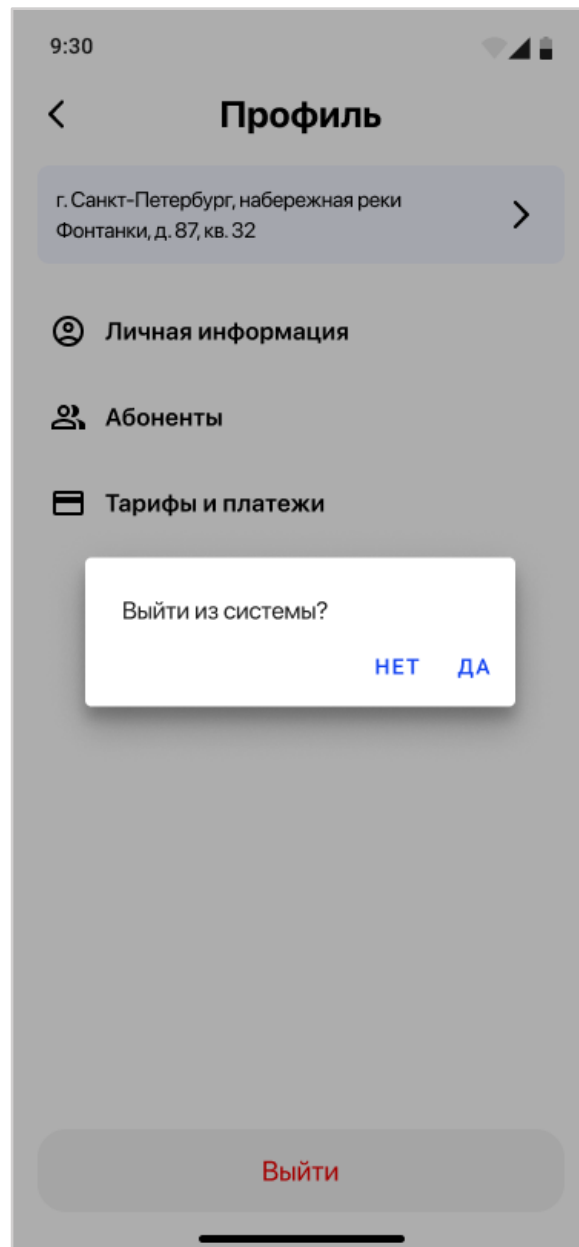 9:30
Профиль
г. Санкт-Петербург, набережная реки
Фонтанки, д. 87, кв. 32
Личная информация
Абоненты
Тарифы и платежи
Выйти из системы?
НЕТ ДА
Выйти